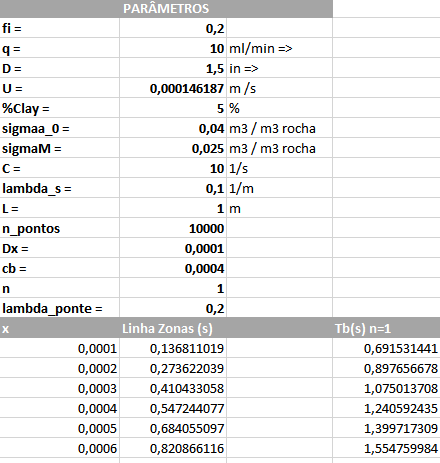 PARÂMETROS
fi = 0,2
q = 10 ml/min =>
D = 1,5 in =>
U = 0,000146187 m /s
%Clay = 5 %
sigmaa_0 = 0,04 m3 / m3 rocha
sigmaM = 0,025 m3 / m3 rocha
C = 10 1/s
lambda_s = 0,1 1/m
L = 1 m
n_pontos 10000
Dx = 0,0001
cb = 0,0004
n 1
lambda_ponte = 0,2
x Linha Zonas (s) Tb(s) n=1
0,0001 0,136811019 0,691531441
0,0002 0,273622039 0,897656678
0,0003 0,410433058 1,075013708
0,0004 0,547244077 1,240592435
0,0005 0,684055097 1,399717309
0,0006 0,820866116 1,554759984